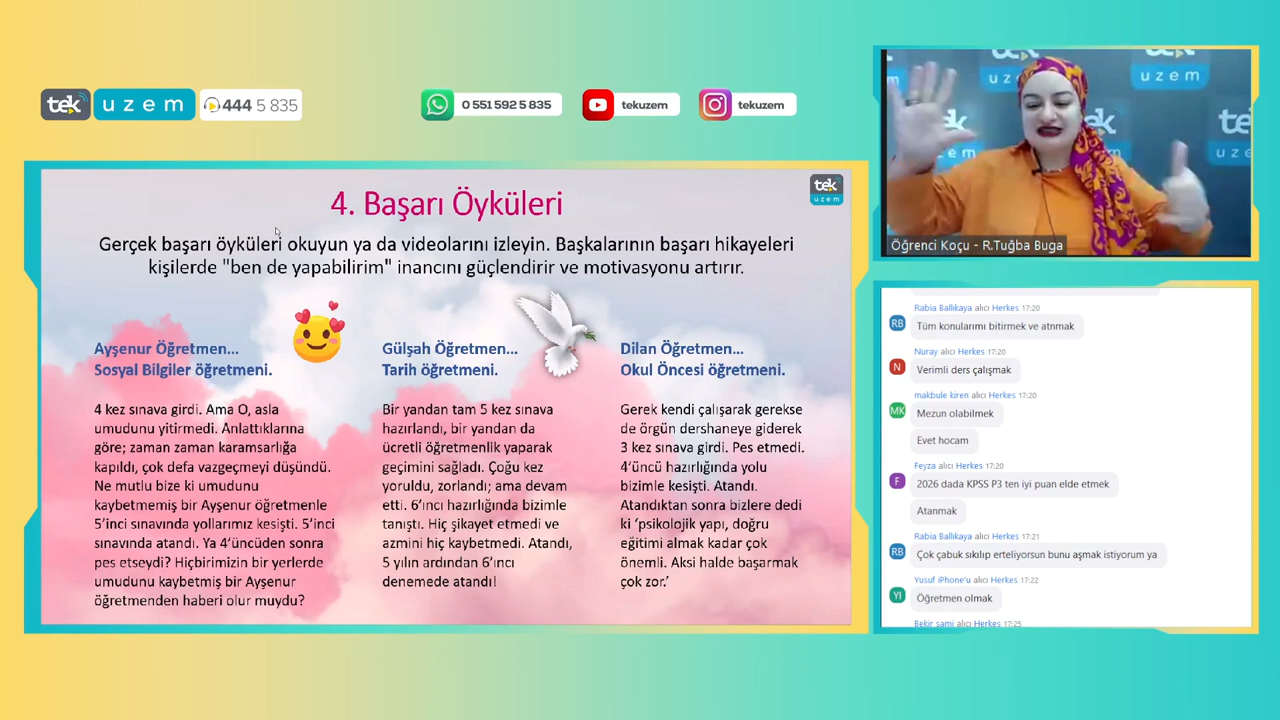 tek uzem 444 5 835
0 551 592 5 835
tekuzem
tekuzem
tek
uzem
4. Başarı Öyküleri
Gerçek başarı öyküleri okuyun ya da videolarını izleyin. Başkalarının başarı hikayeleri
kişilerde "ben de yapabilirim" inancını güçlendirir ve motivasyonu artırır.
Ayşenur Öğretmen...
Sosyal Bilgiler öğretmeni.
4 kez sınava girdi. Ama O, asla
umudunu yitirmedi. Anlattıklarına
göre; zaman zaman karamsarlığa
kapıldı, çok defa vazgeçmeyi düşündü.
Ne mutlu bize ki umudunu
kaybetmemiş bir Ayşenur öğretmenle
5'inci sınavında yollarımız kesişti. 5'inci
sınavında atandı. Ya 4'üncüden sonra
pes etseydi? Hiçbirimizin bir yerlerde
umudunu kaybetmiş bir Ayşenur
öğretmenden haberi olur muydu?
Gülşah Öğretmen...
Tarih öğretmeni.
Bir yandan tam 5 kez sınava
hazırlandı, bir yandan da
ücretli öğretmenlik yaparak
geçimini sağladı. Çoğu kez
yoruldu, zorlandı; ama devam
etti. 6'ıncı hazırlığında bizimle
tanıştı. Hiç şikayet etmedi ve
azmini hiç kaybetmedi. Atandı,
5 yılın ardından 6'ıncı
denemede atandı!
Dilan Öğretmen...
Okul Öncesi öğretmeni.
Gerek kendi çalışarak gerekse
de örgün dershaneye giderek
3 kez sınava girdi. Pes etmedi.
4'üncü hazırlığında yolu
bizimle kesişti. Atandı.
Atandıktan sonra bizlere dedi
ki 'psikolojik yapı, doğru
eğitimi almak kadar çok
önemli. Aksi halde başarmak
çok zor.'
Öğrenci Koçu - R.Tuğba Buga
Rabia Ballıkaya alıcı Herkes 17:20
RB Tüm konularımı bitirmek ve atnmak
Nuray alıcı Herkes 17:20
N Verimli ders çalışmak
makbule kiren alıcı Herkes 17:20
MK Mezun olabilmek
Evet hocam
Feyza alıcı Herkes 17:20
F 2026 dada KPSS P3 ten iyi puan elde etmek
Atanmak
Rabia Ballıkaya alıcı Herkes 17:21
RB Çok çabuk sıkılıp erteliyorsun bunu aşmak istiyorum ya
Yusuf iPhone'u alıcı Herkes 17:22
YI Öğretmen olmak
Bekir sami alıcı Herkes 17:25